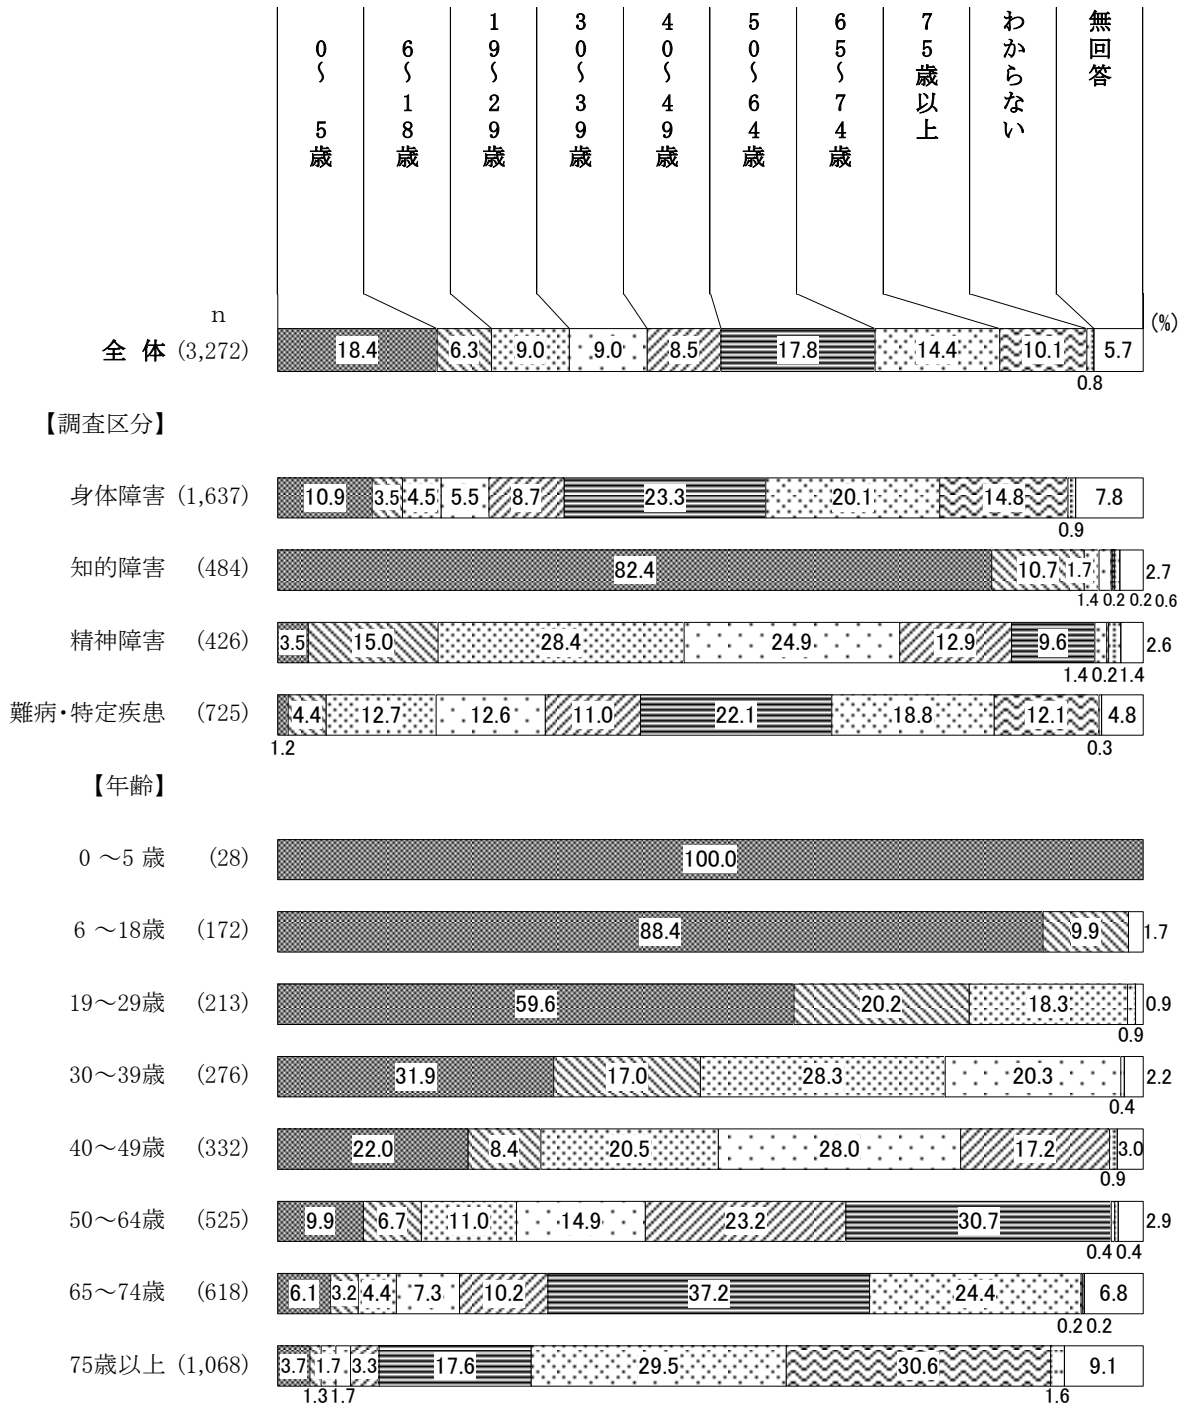 0～5歳
6～18歳
19～29歳
30～39歳
40～49歳
50～64歳
65～74歳
75歳以上
わからない
無回答
n
(%)
全体 (3,272) 18.4 6.3 9.0 9.0 8.5 17.8 14.4 10.1 5.7
0.8
【調査区分】
身体障害 (1,637) 10.9 3.5 4.5 5.5 8.7 23.3 20.1 14.8 7.8
0.9
知的障害 (484) 82.4 10.7 1.7 2.7
1.4 0.2 0.2 0.6
精神障害 (426) 3.5 15.0 28.4 24.9 12.9 9.6 2.6
1.4 0.2 1.4
難病・特定疾患 (725) 4.4 12.7 12.6 11.0 22.1 18.8 12.1 4.8
1.2 0.3
【年齢】
0～5歳 (28) 100.0
6～18歳 (172) 88.4 9.9 1.7
19～29歳 (213) 59.6 20.2 18.3 0.9
0.9
30～39歳 (276) 31.9 17.0 28.3 20.3 2.2
0.4
40～49歳 (332) 22.0 8.4 20.5 28.0 17.2 3.0
0.9
50～64歳 (525) 9.9 6.7 11.0 14.9 23.2 30.7 2.9
0.4 0.4
65～74歳 (618) 6.1 3.2 4.4 7.3 10.2 37.2 24.4 6.8
0.2 0.2
75歳以上 (1,068) 3.7 1.7 3.3 17.6 29.5 30.6 9.1
1.3 1.7 1.6